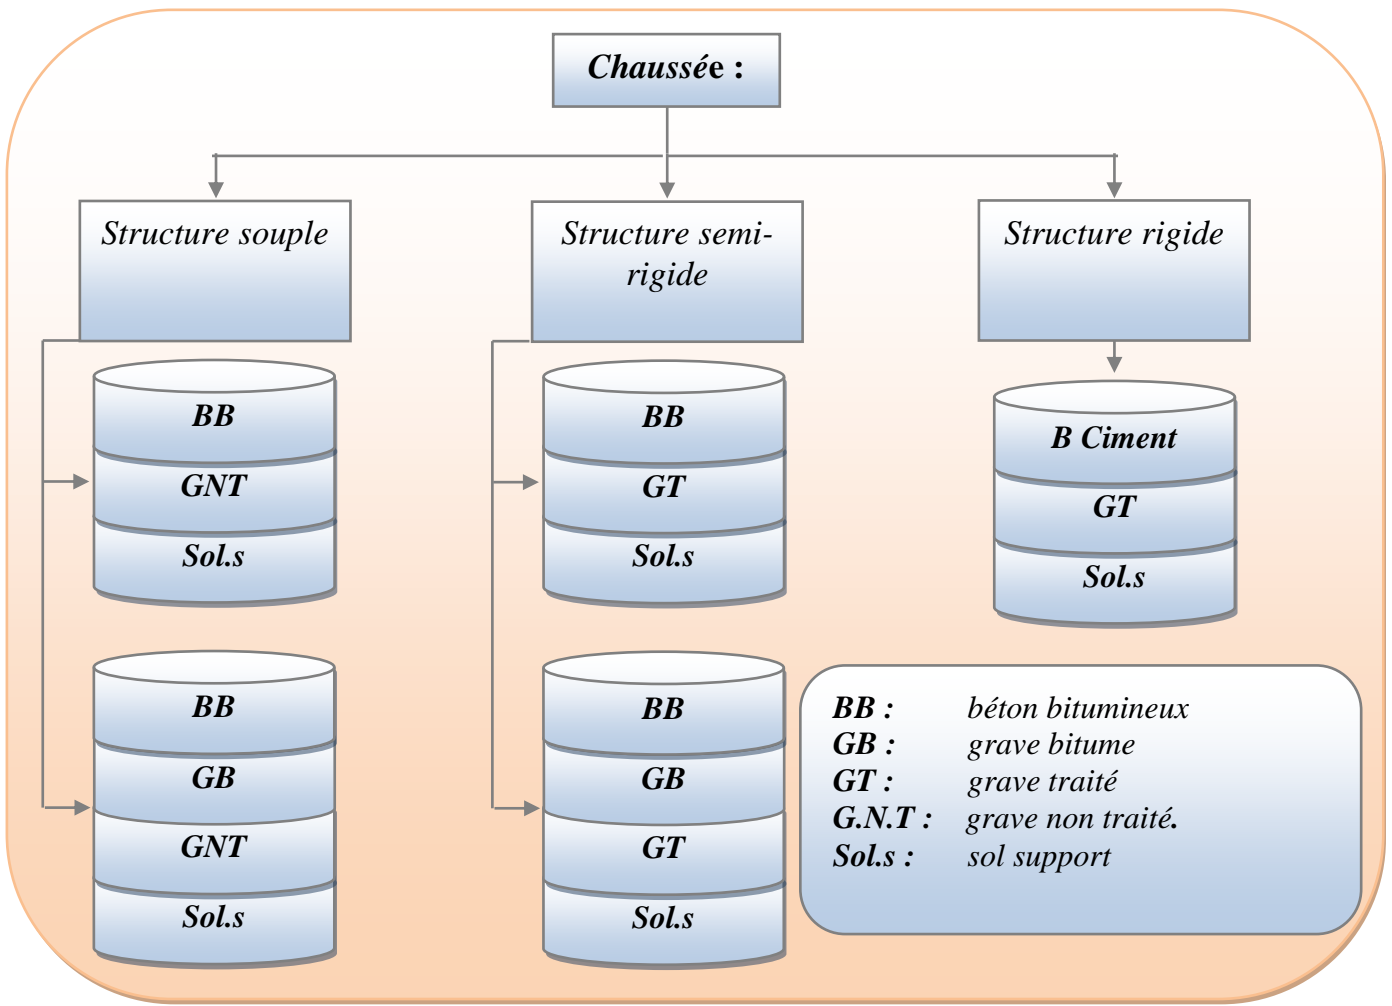 Chaussée :
Structure souple
Structure semi-
rigide
Structure rigide
BB
GNT
Sol.s
BB
GB
GNT
Sol.s
BB
GT
Sol.s
BB
GB
GT
Sol.s
B Ciment
GT
Sol.s
BB : béton bitumineux
GB : grave bitume
GT : grave traité
G.N.T : grave non traité.
Sol.s : sol support